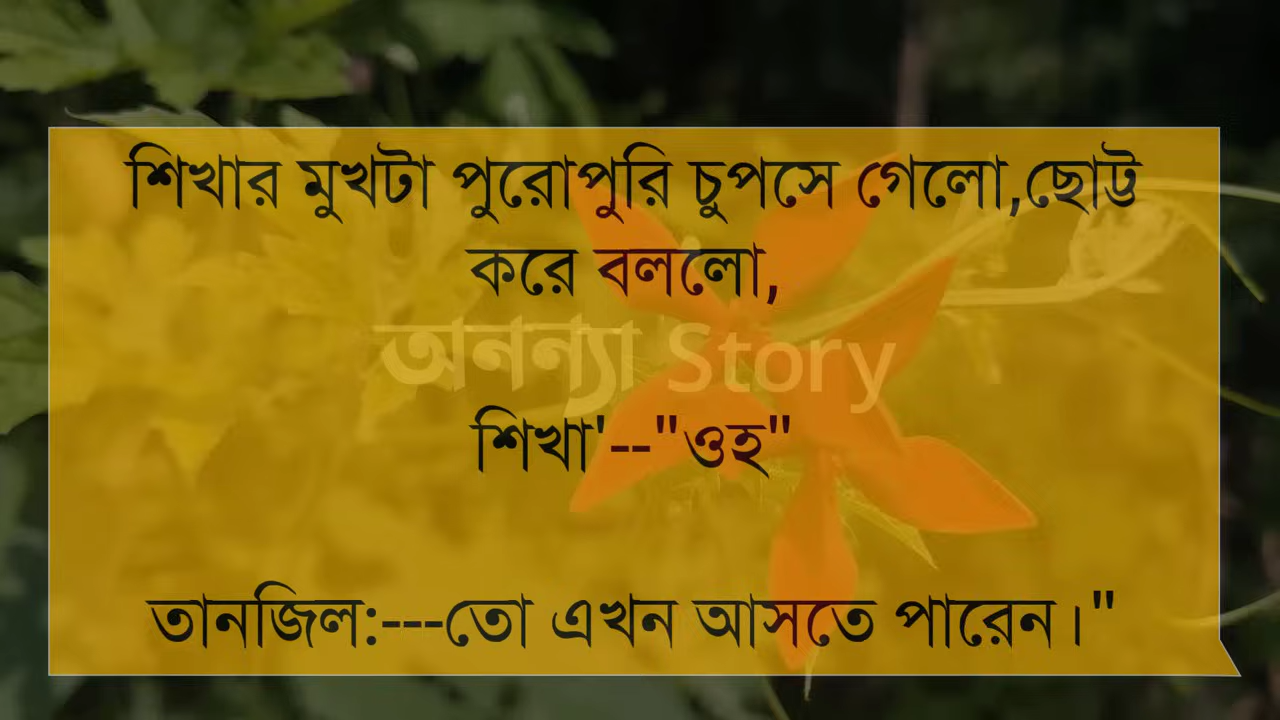 শিখার মুখটা পুরোপুরি চুপসে গেলো,ছোট্ট
করে বললো,
অনন্যা Story
শিখা'--"ওহ"
তানজিল:---তো এখন আসতে পারেন।"